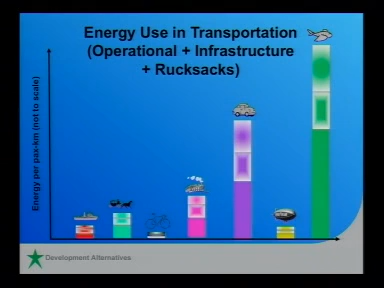 Energy Use in Transportation
(Operational + Infrastructure
+ Rucksacks)
Energy per pax-km (not to scale)
Development Alternatives